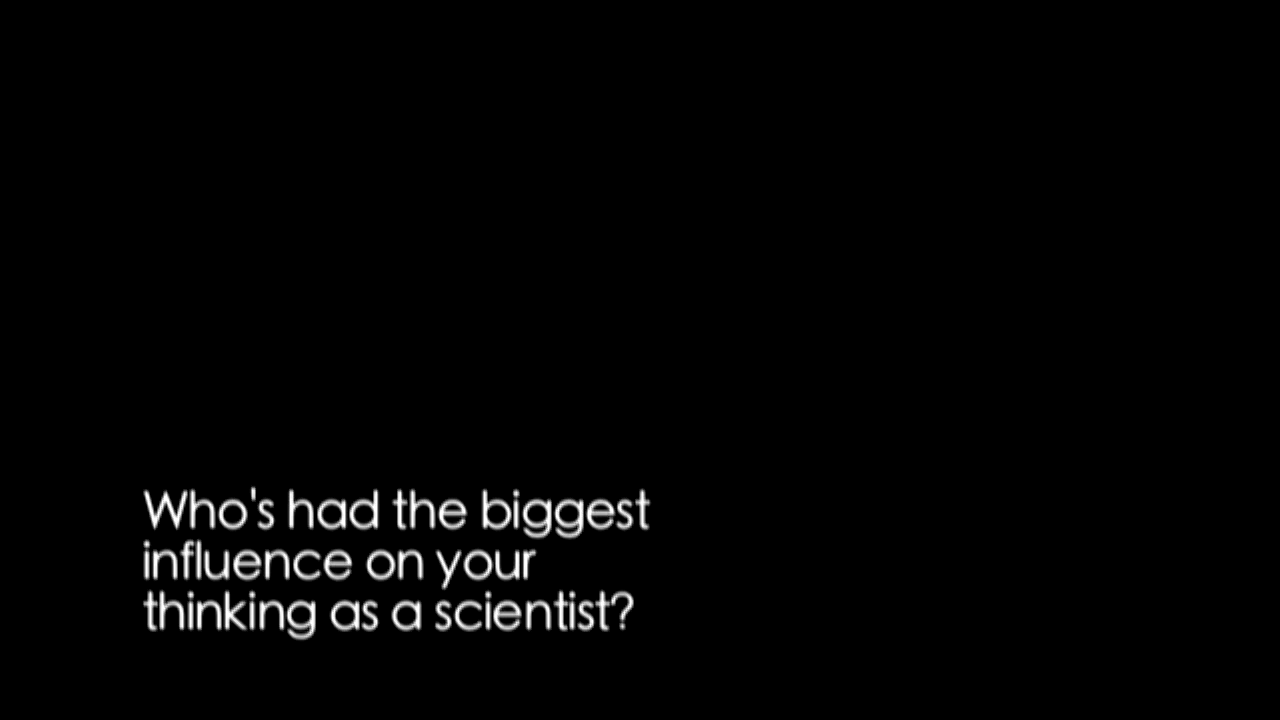 Who's had the biggest
influence on your
thinking as a scientist?